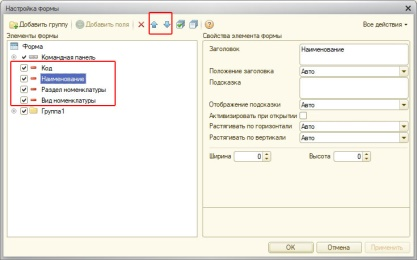 Настройка формы
Добавить группу Добавить поля Все действия
Элементы формы Свойства элемента формы
Форма
Командная панель
Код
Наименование
Раздел номенклатуры
Вид номенклатуры
Группа1
Заголовок Наименование
Положение заголовка Авто
Подсказка
Отображение подсказки Авто
Активизировать при открытии
Растягивать по горизонтали Авто
Растягивать по вертикали Авто
Ширина 0 Высота 0
ОК Отмена Применить